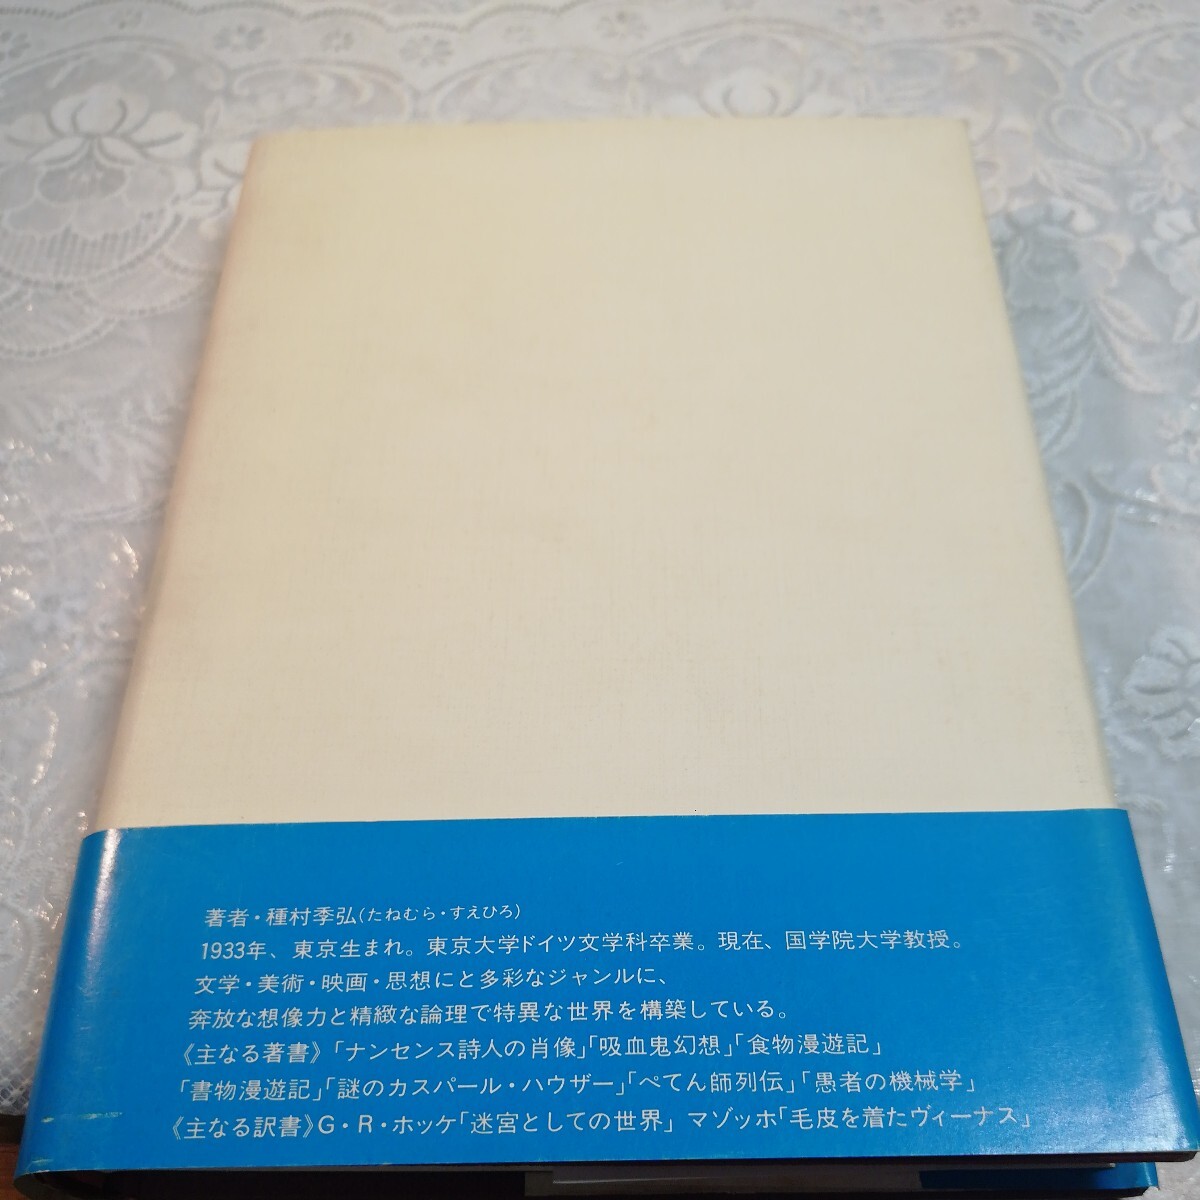 著者・種村季弘(たねむら・すえひろ)
1933年、東京生まれ。東京大学ドイツ文学科卒業。現在、国学院大学教授。
文学・美術・映画・思想にと多彩なジャンルに、
奔放な想像力と精緻な論理で特異な世界を構築している。
《主なる著書》「ナンセンス詩人の肖像」「吸血鬼幻想」「食物漫遊記」
「書物漫遊記」「謎のカスパール・ハウザー」「ぺてん師列伝」「愚者の機械学」
《主なる訳書》G・R・ホッケ「迷宮としての世界」 マゾッホ「毛皮を着たヴィーナス」